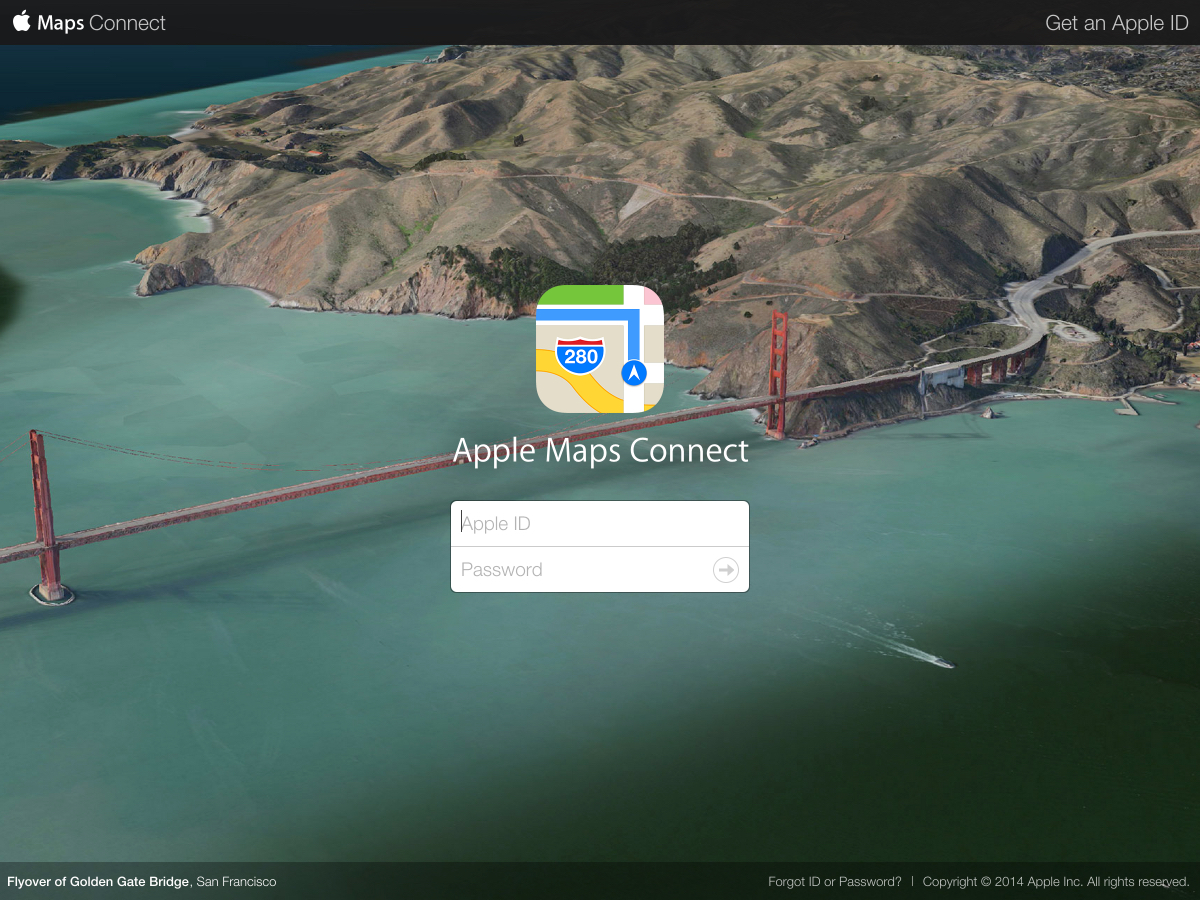 Maps Connect
Get an Apple ID
280
Apple Maps Connect
Apple ID
Password
Flyover of Golden Gate Bridge, San Francisco
Forgot ID or Password? | Copyright © 2014 Apple Inc. All rights reserved.